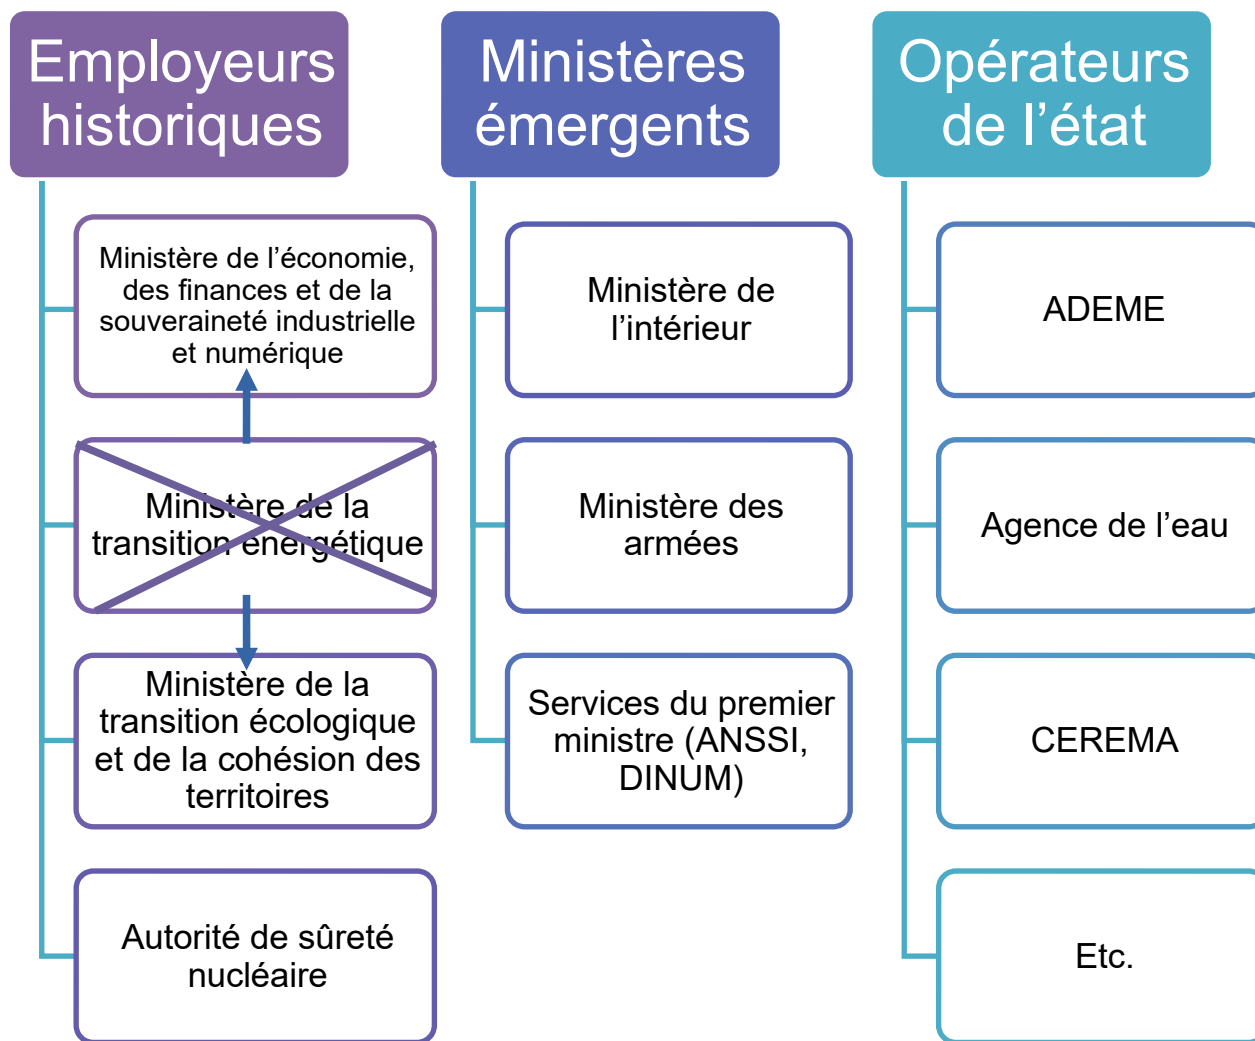 Employeurs
historiques
Ministère de l’économie,
des finances et de la
souveraineté industrielle
et numérique
Ministère de la
transition énergétique
Ministère de la
transition écologique
et de la cohésion des
territoires
Autorité de sûreté
nucléaire
Ministères
émergents
Ministère de
l’intérieur
Ministère des
armées
Services du premier
ministre (ANSSI,
DINUM)
Opérateurs
de l’état
ADEME
Agence de l’eau
CEREMA
Etc.